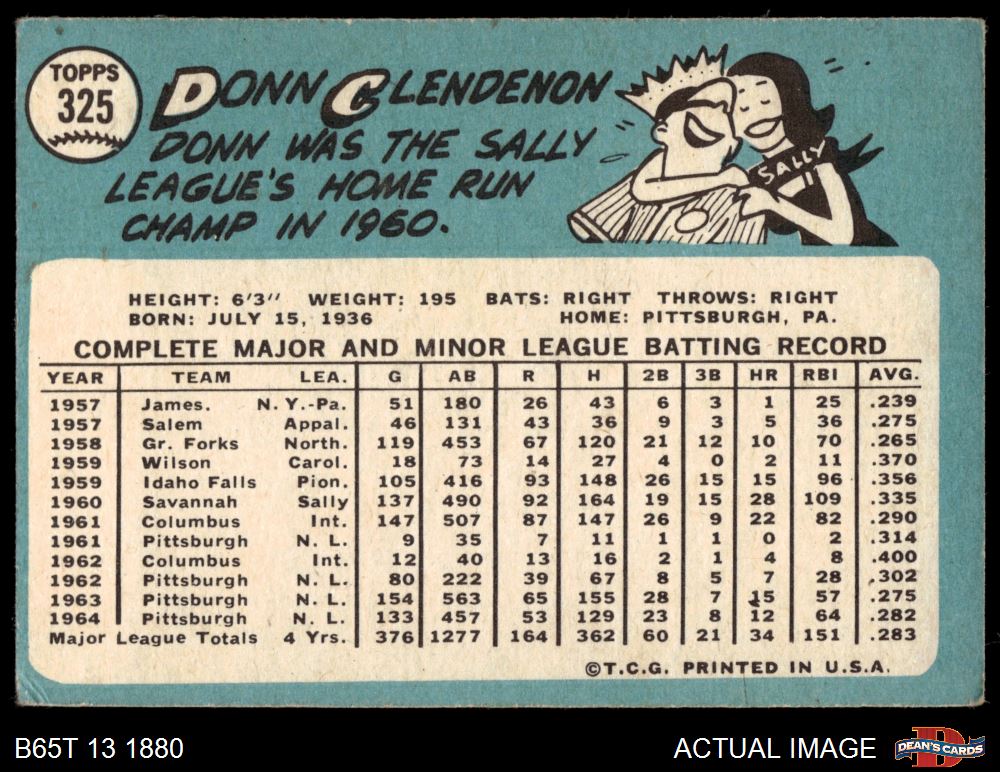 TOPPS
325
DONN CLENDENON
DONN WAS THE SALLY
LEAGUE'S HOME RUN
CHAMP IN 1960.
SALLY
HEIGHT: 6'3" WEIGHT: 195 BATS: RIGHT THROWS: RIGHT
BORN: JULY 15, 1936 HOME: PITTSBURGH, PA.
COMPLETE MAJOR AND MINOR LEAGUE BATTING RECORD
YEAR TEAM LEA. G AB R H 2B 3B HR RBI AVG.
1957 James. N. Y.-Pa. 51 180 26 43 6 3 1 25 .239
1957 Salem Appal. 46 131 43 36 9 3 5 36 .275
1958 Gr. Forks North. 119 453 67 120 21 12 10 70 .265
1959 Wilson Carol. 18 73 14 27 4 0 2 11 .370
1959 Idaho Falls Pion. 105 416 93 148 26 15 15 96 .356
1960 Savannah Sally 137 490 92 164 19 15 28 109 .335
1961 Columbus Int. 147 507 87 147 26 9 22 82 .290
1961 Pittsburgh N. L. 9 35 7 11 1 1 0 2 .314
1962 Columbus Int. 12 40 13 16 2 1 4 8 .400
1962 Pittsburgh N. L. 80 222 39 67 8 5 7 28 .302
1963 Pittsburgh N. L. 154 563 65 155 28 7 15 57 .275
1964 Pittsburgh N. L. 133 457 53 129 23 8 12 64 .282
Major League Totals 4 Yrs. 376 1277 164 362 60 21 34 151 .283
©T.C.G. PRINTED IN U.S.A.
B65T 13 1880 ACTUAL IMAGE
D
DEAN'S CARDS